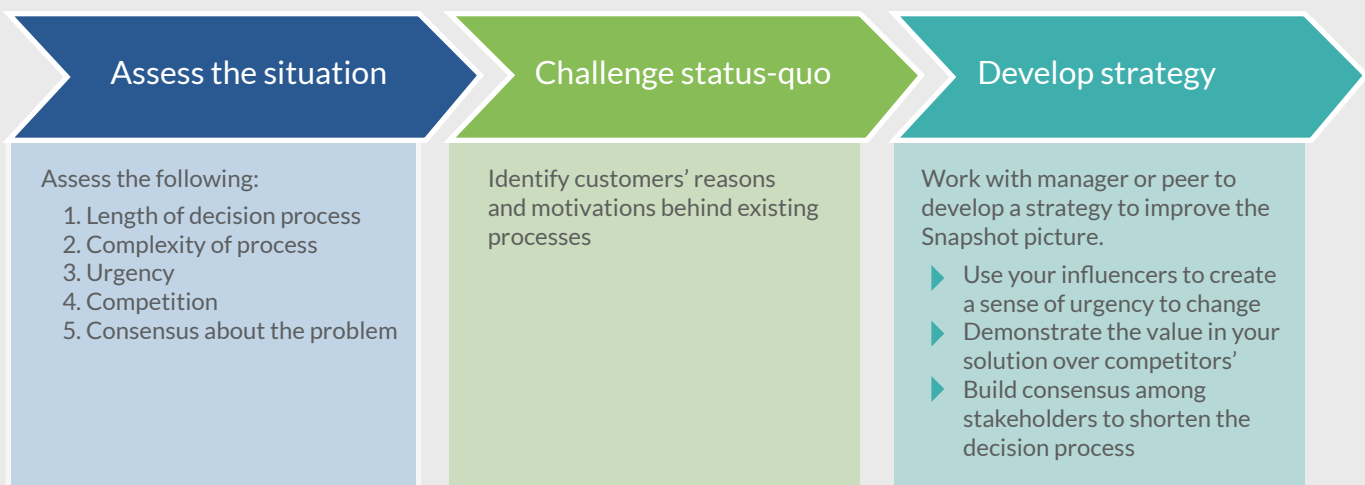 Assess the situation
Challenge status-quo
Develop strategy
Assess the following:
1. Length of decision process
2. Complexity of process
3. Urgency
4. Competition
5. Consensus about the problem
Identify customers’ reasons
and motivations behind existing
processes
Work with manager or peer to
develop a strategy to improve the
Snapshot picture.
Use your influencers to create
a sense of urgency to change
Demonstrate the value in your
solution over competitors’
Build consensus among
stakeholders to shorten the
decision process